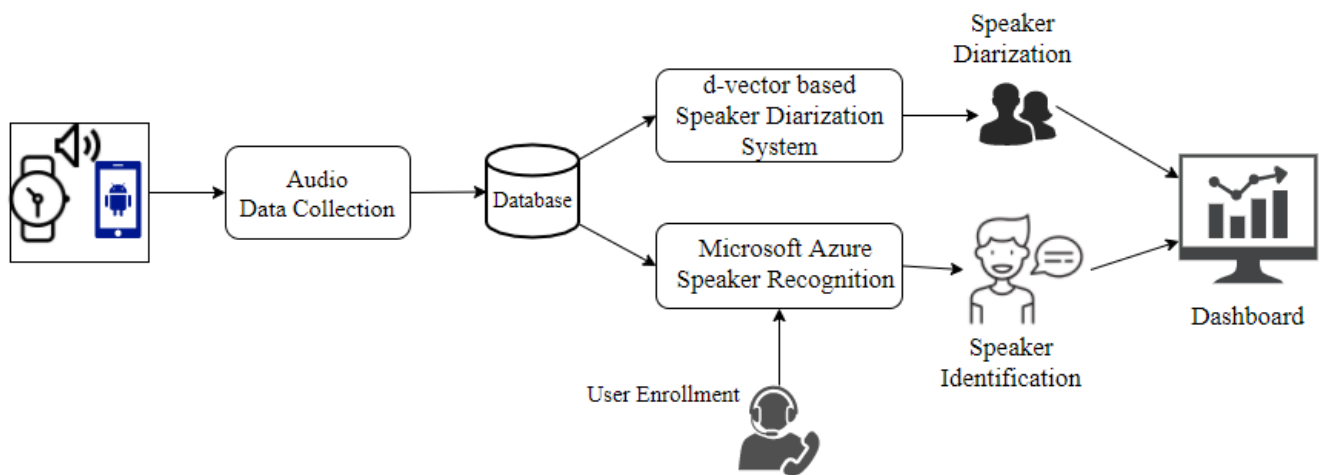 Speaker
Diarization
d-vector based
Speaker Diarization
System
Audio
Data Collection
Database
Microsoft Azure
Speaker Recognition
Dashboard
Speaker
Identification
User Enrollment